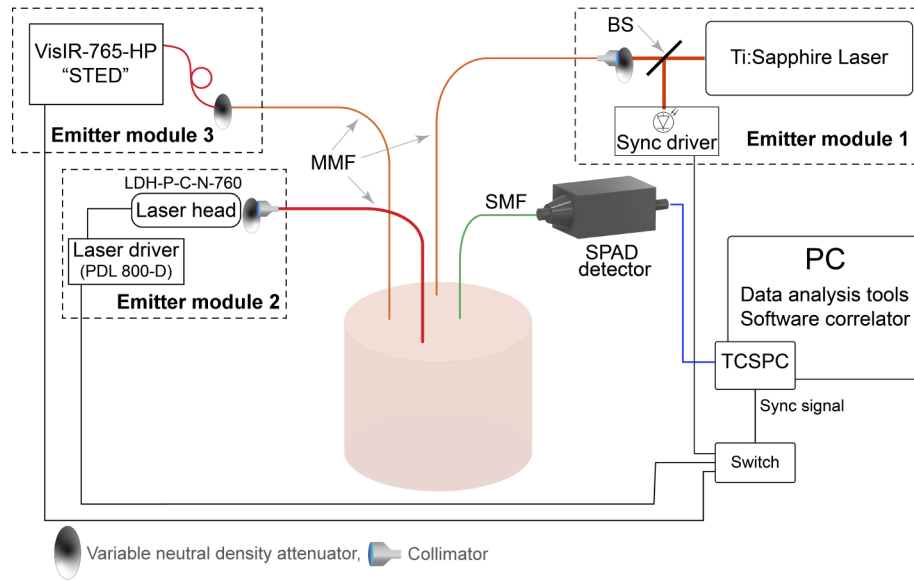 VisIR-765-HP
“STED”
Emitter module 3
BS
Ti:Sapphire Laser
Sync driver
Emitter module 1
MMF
LDH-P-C-N-760
Laser head
Laser driver
(PDL 800-D)
Emitter module 2
SMF
SPAD
detector
PC
Data analysis tools
Software correlator
TCSPC
Sync signal
Switch
Variable neutral density attenuator,
Collimator